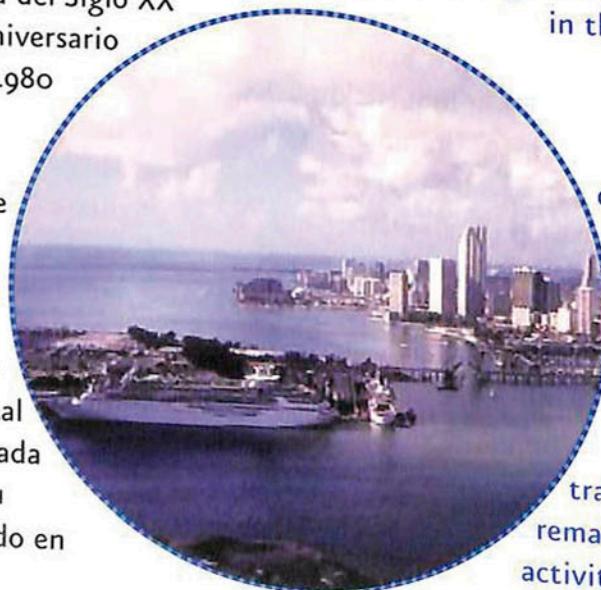 del Siglo XX
niversario
1980
e
al
ada
do en
in th
tra
rema
activit